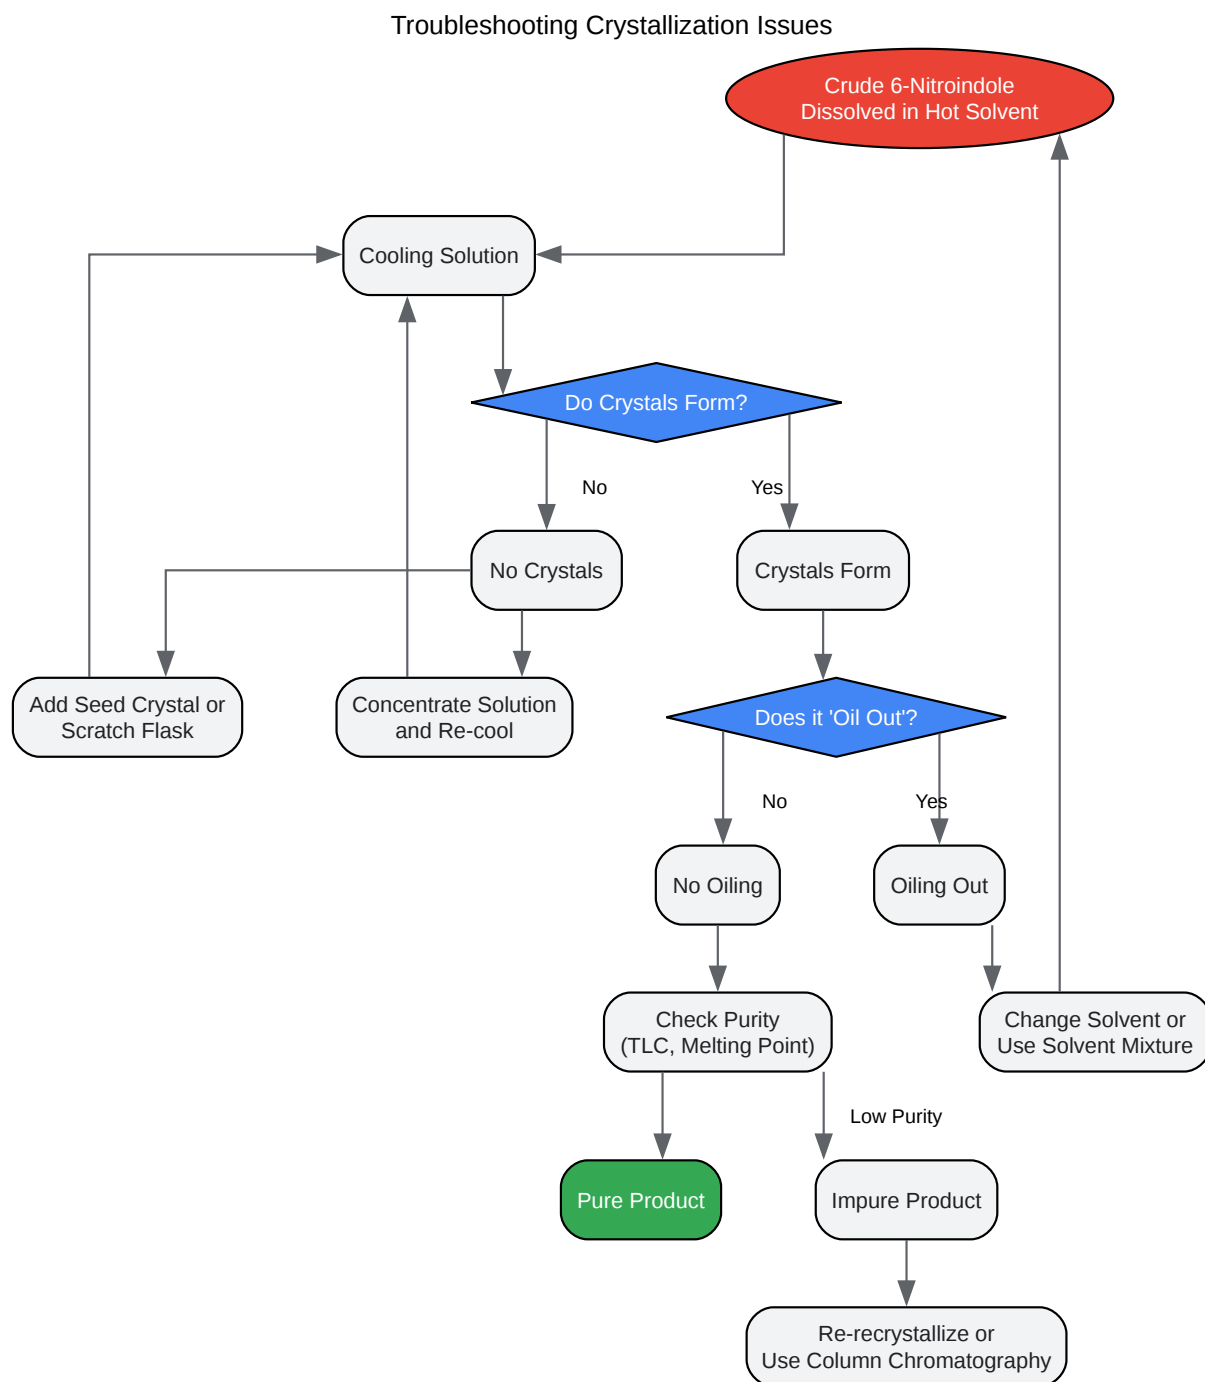 Troubleshooting Crystallization Issues
Crude 6-Nitroindole
Dissolved in Hot Solvent
Cooling Solution
Do Crystals Form?
No
Yes
No Crystals
Crystals Form
Add Seed Crystal or
Scratch Flask
Concentrate Solution
and Re-cool
Does it 'Oil Out'?
No
Yes
No Oiling
Oiling Out
Check Purity
(TLC, Melting Point)
Change Solvent or
Use Solvent Mixture
Low Purity
Pure Product
Impure Product
Re-recrystallize or
Use Column Chromatography